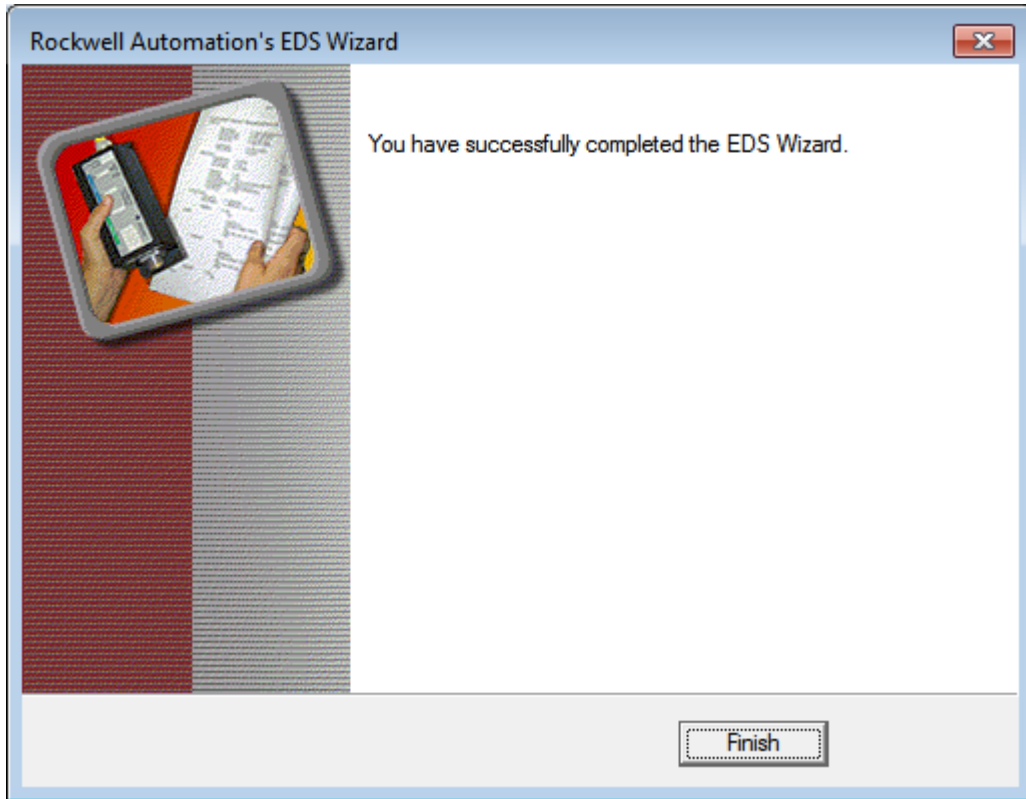 Rockwell Automation's EDS Wizard
You have successfully completed the EDS Wizard.
Finish